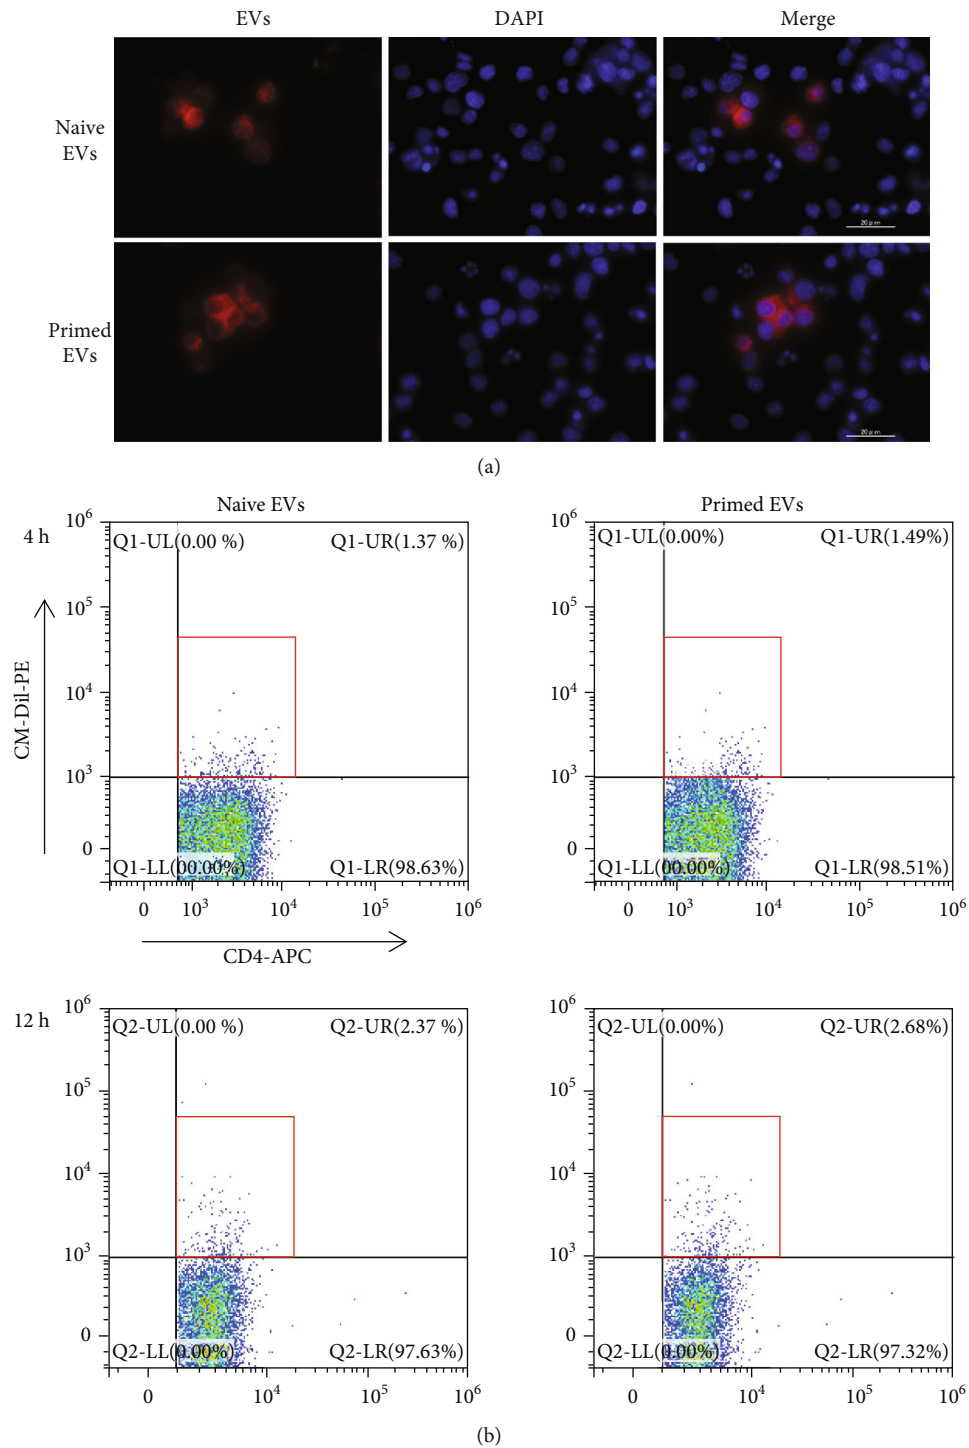 EVs DAPI Merge
Naive
EVs
20 µm
Primed
EVs
20 µm
(a)
Naive EVs Primed EVs
4 h
10^6 Q1-UL(0.00 %) Q1-UR(1.37 %)
10^5
10^4
10^3
0
Q1-LL(00.00%) Q1-LR(98.63%)
0 10^3 10^4 10^5 10^6
CM-Dil-PE
CD4-APC
10^6 Q1-UL(0.00%) Q1-UR(1.49%)
10^5
10^4
10^3
0
Q1-LL(00.00%) Q1-LR(98.51%)
0 10^3 10^4 10^5 10^6
12 h
10^6 Q2-UL(0.00 %) Q2-UR(2.37 %)
10^5
10^4
10^3
0
Q2-LL(0.00%) Q2-LR(97.63%)
0 10^4 10^5 10^6
10^6 Q2-UL(0.00%) Q2-UR(2.68%)
10^5
10^4
10^3
0
Q2-LL(0.00%) Q2-LR(97.32%)
0 10^4 10^5 10^6
(b)